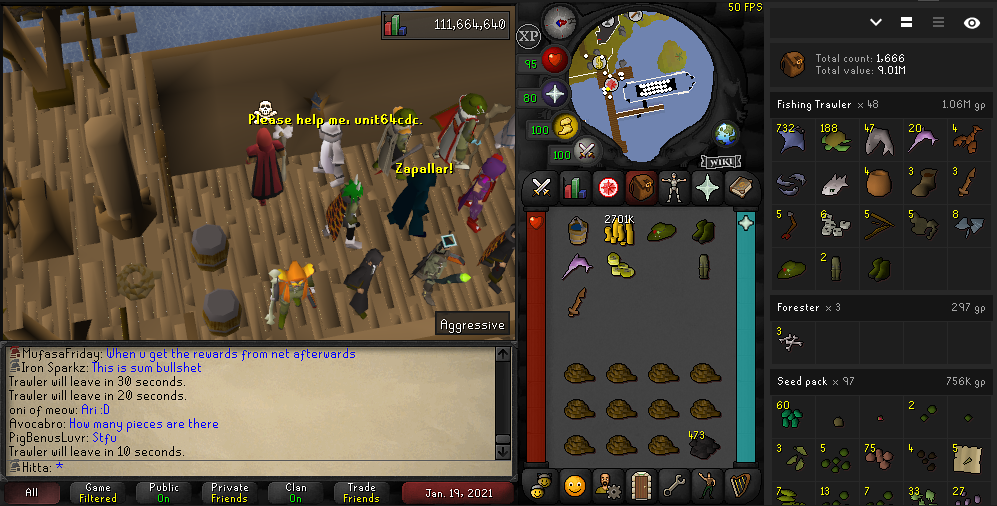 111,664,640
Please help me, unit64cdc.
Zapallar!
Aggressive
MufasaFriday: When u get the rewards from net afterwards
Iron Sparkz: This is sum bullshet
Trawler will leave in 30 seconds.
Trawler will leave in 20 seconds.
oni of meow: Ari :D
Avocabro: How many pieces are there
PigBenusLuvr: Stfu
Trawler will leave in 10 seconds.
Hitta: *
All
Game
Filtered
Public
On
Private
Friends
Clan
On
Trade
Friends
Jan. 19, 2021
50 FPS
XP
95
80
100
100
WIKI
2701K
473
Total count: 1,666
Total value: 9.01M
Fishing Trawler x 48 1.06M gp
732 188 47 20 4
3 3
5 6 5 5 8
2
Forester x 3 297 gp
3
Seed pack x 97 756K gp
60 2
3 5 75 4 5
7 13 7 33 27